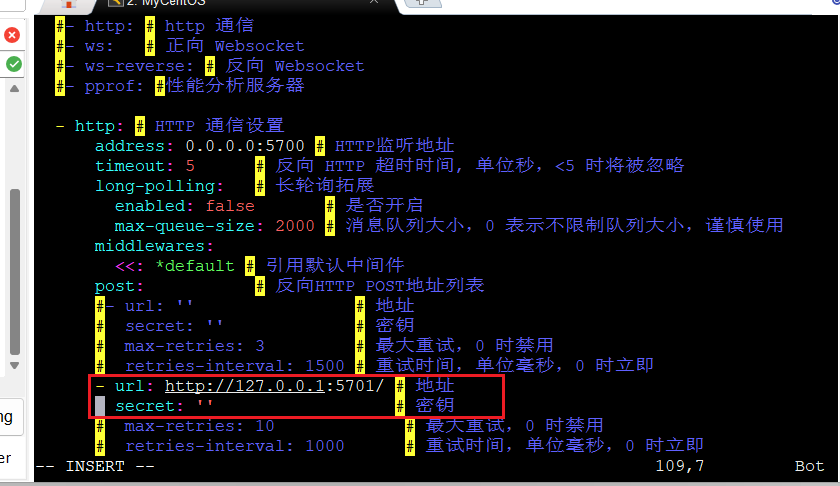 2. MyCentOS
#- http: # http 通信
#- ws:   # 正向 Websocket
#- ws-reverse: # 反向 Websocket
#- pprof: #性能分析服务器
- http: # HTTP 通信设置
address: 0.0.0.0:5700 # HTTP监听地址
timeout: 5      # 反向 HTTP 超时时间, 单位秒，<5 时将被忽略
long-polling:   # 长轮询拓展
enabled: false       # 是否开启
max-queue-size: 2000 # 消息队列大小，0 表示不限制队列大小，谨慎使用
middlewares:
<<: *default # 引用默认中间件
post:           # 反向HTTP POST地址列表
#- url: ''                # 地址
#  secret: ''             # 密钥
#  max-retries: 3         # 最大重试，0 时禁用
#  retries-interval: 1500 # 重试时间，单位毫秒，0 时立即
- url: http://127.0.0.1:5701/ # 地址
secret: ''                  # 密钥
#  max-retries: 10             # 最大重试，0 时禁用
#  retries-interval: 1000      # 重试时间，单位毫秒，0 时立即
-- INSERT --                    109,7         Bot
ng
er